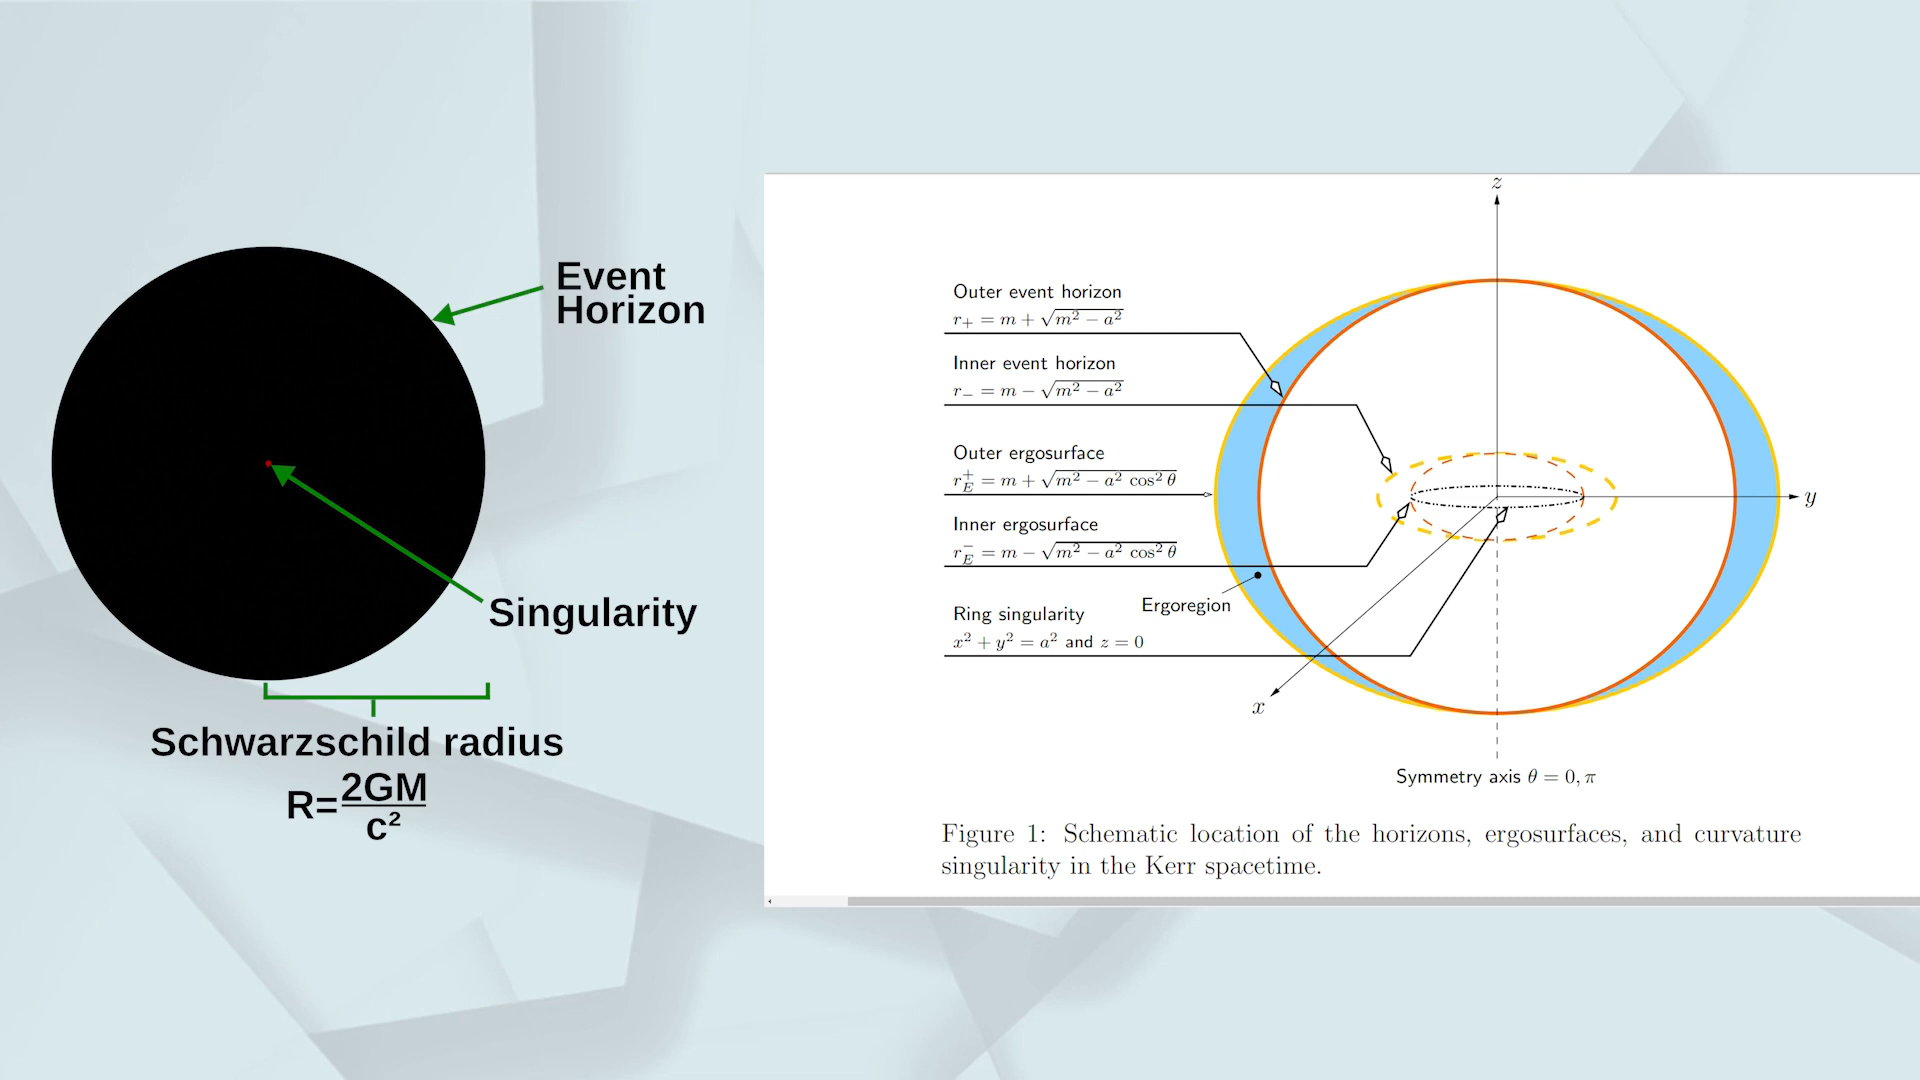 Event
Horizon
Singularity
Schwarzschild radius
R=2GM/c²
z
Outer event horizon
r₊ = m + √(m² − a²)
Inner event horizon
r₋ = m − √(m² − a²)
Outer ergosurface
r_E^+ = m + √(m² − a² cos² θ)
Inner ergosurface
r_E^− = m − √(m² − a² cos² θ)
Ergoregion
Ring singularity
x² + y² = a² and z = 0
y
x
Symmetry axis θ = 0, π
Figure 1: Schematic location of the horizons, ergosurfaces, and curvature
singularity in the Kerr spacetime.